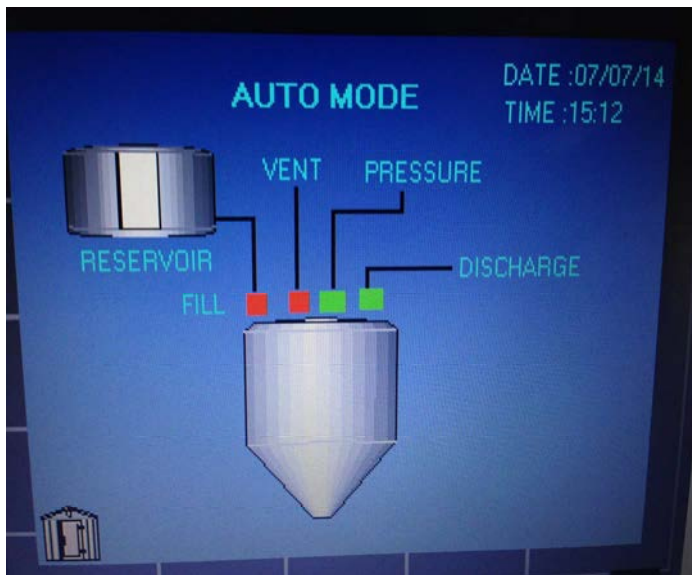 AUTO MODE
DATE :07/07/14
TIME :15:12
VENT
PRESSURE
RESERVOIR
DISCHARGE
FILL